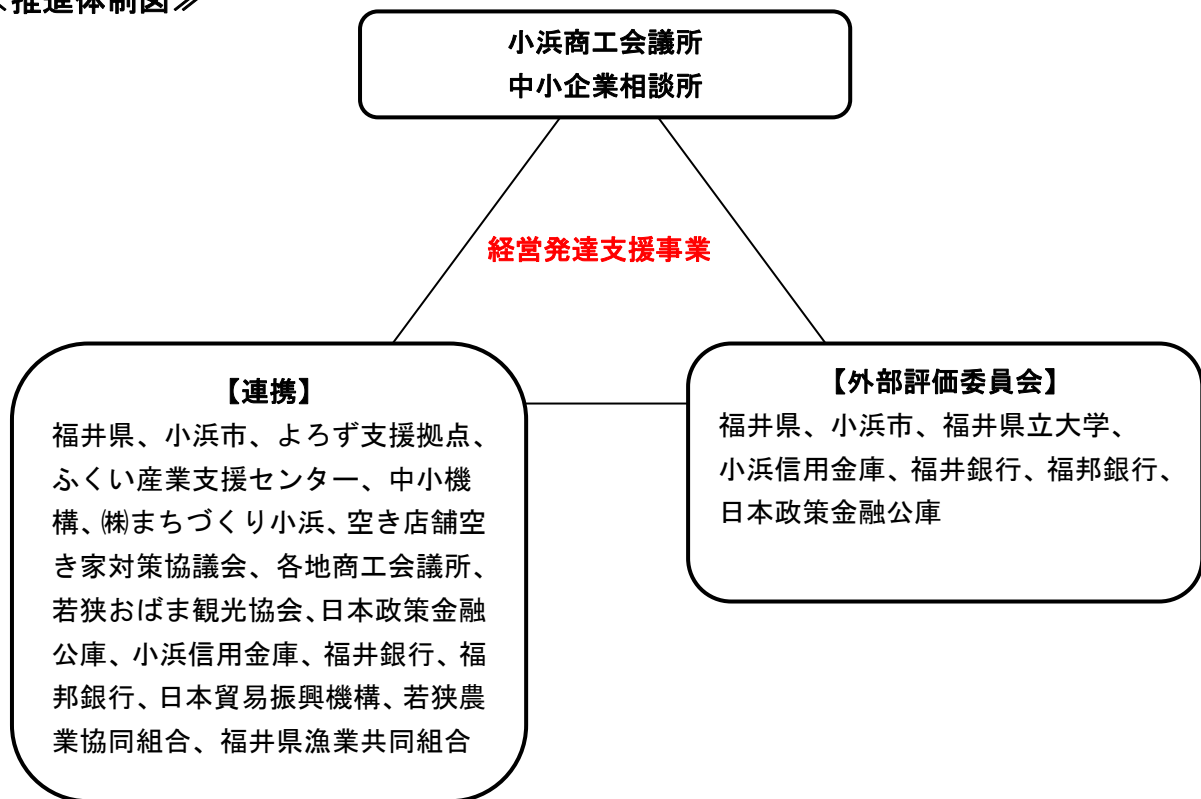 ≪推進体制図≫
小浜商工会議所
中小企業相談所
経営発達支援事業
【連携】
福井県、小浜市、よろず支援拠点、
ふくい産業支援センター、中小機
構、㈱まちづくり小浜、空き店舗空
き家対策協議会、各地商工会議所、
若狭おばま観光協会、日本政策金融
公庫、小浜信用金庫、福井銀行、福
邦銀行、日本貿易振興機構、若狭農
業協同組合、福井県漁業共同組合
【外部評価委員会】
福井県、小浜市、福井県立大学、
小浜信用金庫、福井銀行、福邦銀行、
日本政策金融公庫